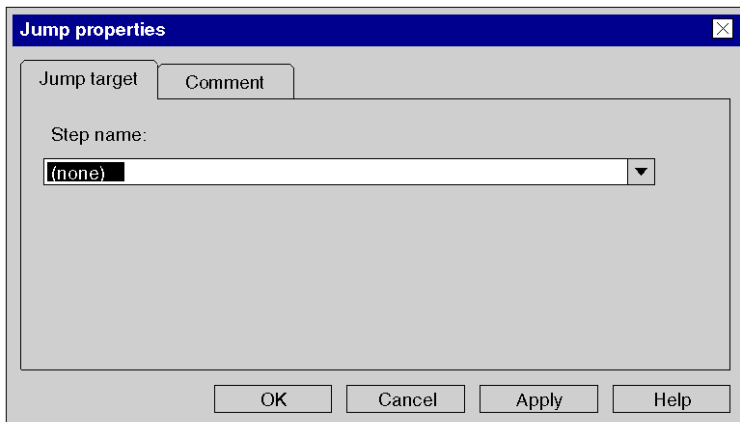 Jump properties
Jump target
Comment
Step name:
(none)
OK
Cancel
Apply
Help